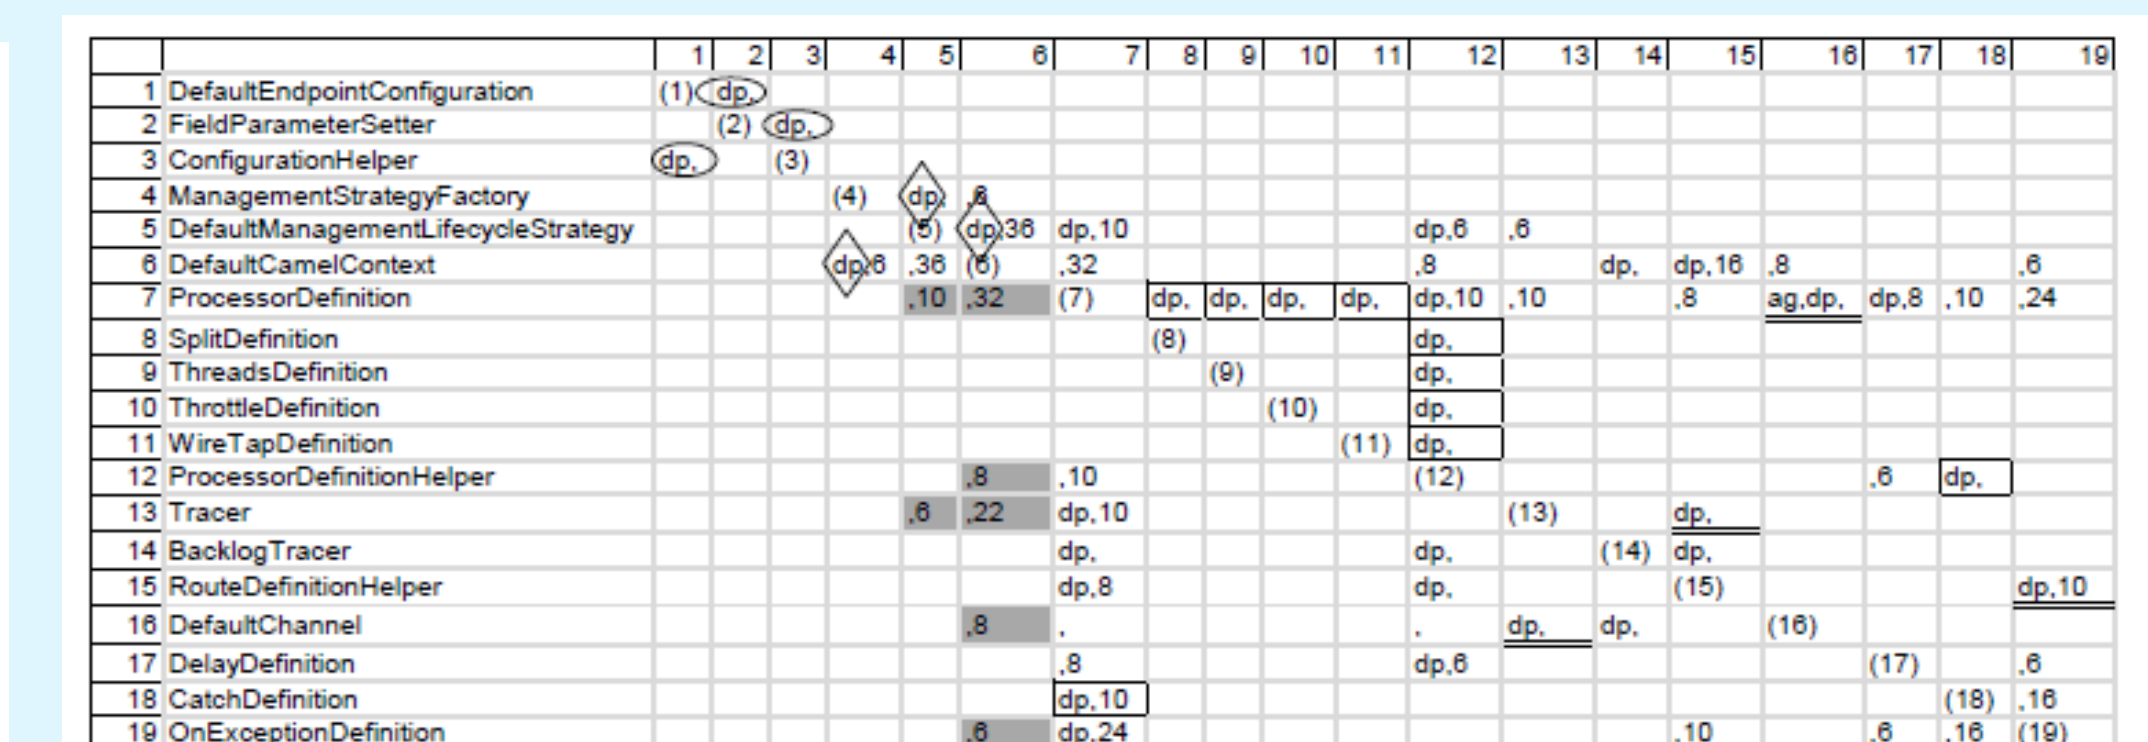 1 2 3 4 5 6 7 8 9 10 11 12 13 14 15 16 17 18 19
1 DefaultEndpointConfiguration (1) dp,
2 FieldParameterSetter (2) dp,
3 ConfigurationHelper dp, (3)
4 ManagementStrategyFactory (4) dp, ,6
5 DefaultManagementLifecycleStrategy (5) dp,36 dp,10 dp,6 ,6
6 DefaultCamelContext dp,6 ,36 (6) ,32 ,8 dp, dp,16 ,8 ,6
7 ProcessorDefinition ,10 ,32 (7) dp, dp, dp, dp, dp,10 ,10 ,8 ag,dp, dp,8 ,10 ,24
8 SplitDefinition (8) dp,
9 ThreadsDefinition (9) dp,
10 ThrottleDefinition (10) dp,
11 WireTapDefinition (11) dp,
12 ProcessorDefinitionHelper ,8 ,10 (12) ,6 dp,
13 Tracer ,6 ,22 dp,10 (13) dp,
14 BacklogTracer dp, dp, (14) dp,
15 RouteDefinitionHelper dp,8 dp, (15) dp,10
16 DefaultChannel ,8 , , dp, dp, (16)
17 DelayDefinition ,8 dp,6 (17) ,6
18 CatchDefinition dp,10 (18) ,16
19 OnExceptionDefinition ,6 dp,24 ,10 ,6 ,16 (19)